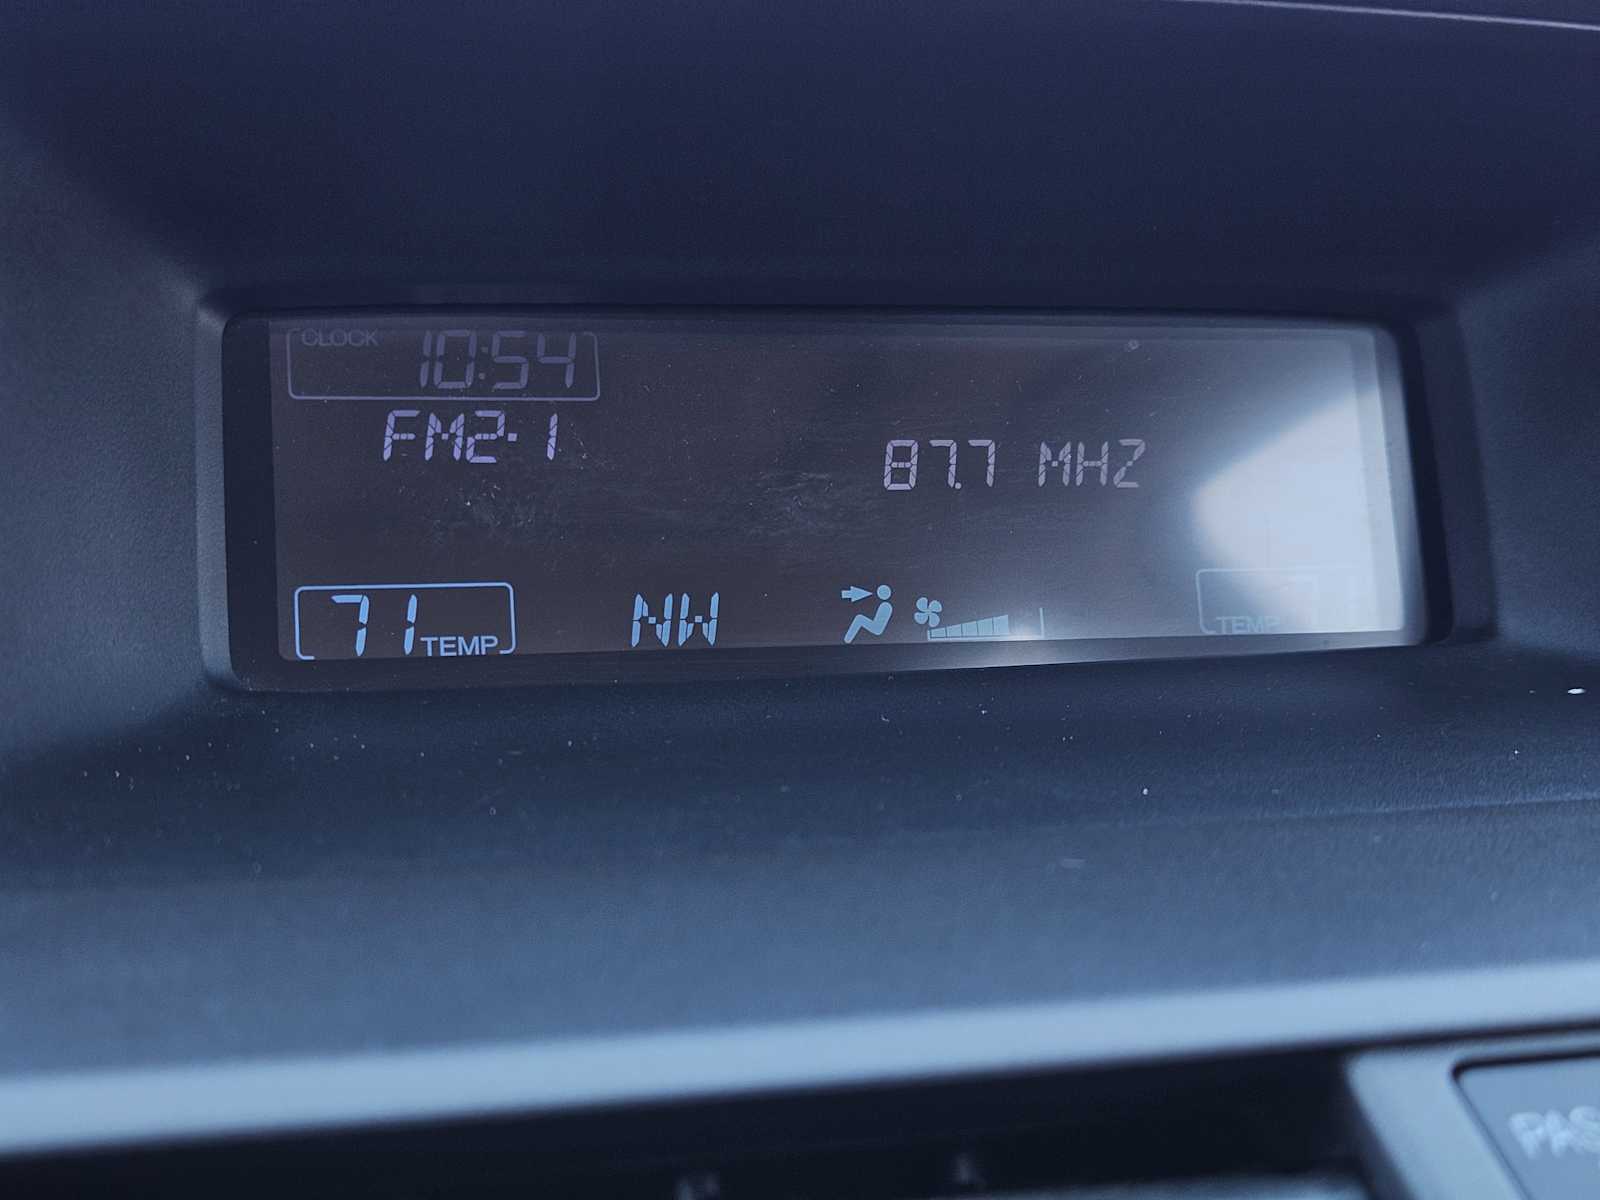 CLOCK 10:54
FM2-1
87.7 MHZ
71 TEMP NW TEMP